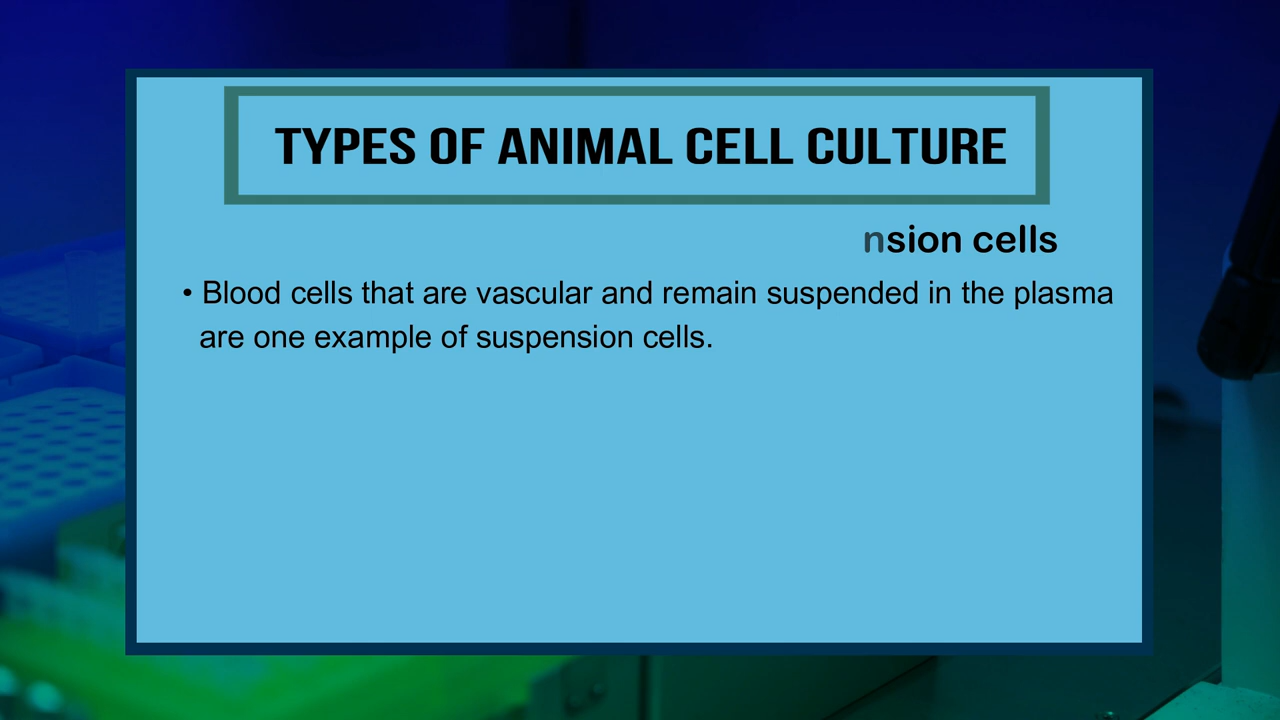 TYPES OF ANIMAL CELL CULTURE
nsion cells
• Blood cells that are vascular and remain suspended in the plasma
are one example of suspension cells.